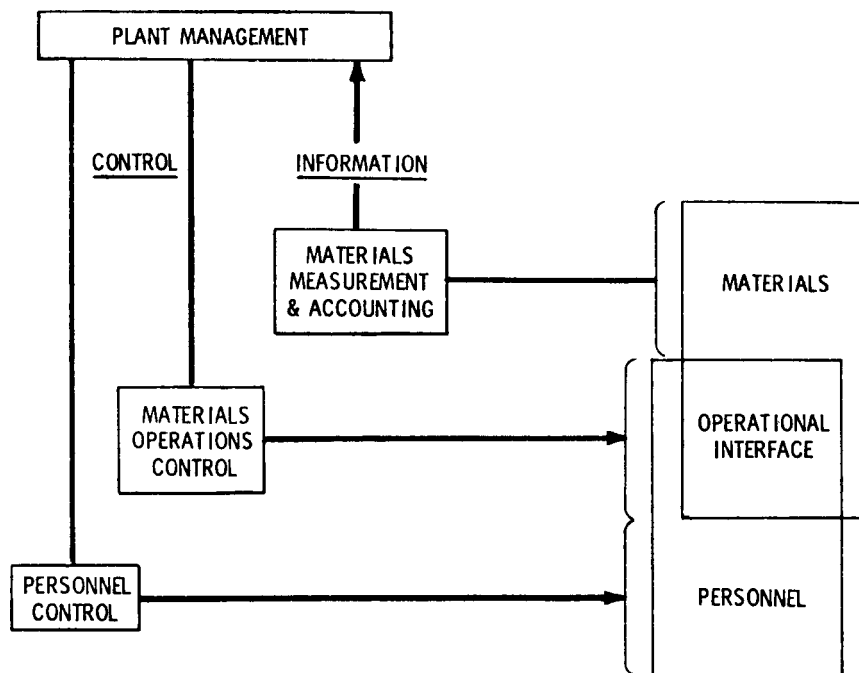 PLANT MANAGEMENT
CONTROL
INFORMATION
MATERIALS
MEASUREMENT
& ACCOUNTING
MATERIALS
MATERIALS
OPERATIONS
CONTROL
OPERATIONAL
INTERFACE
PERSONNEL
CONTROL
PERSONNEL